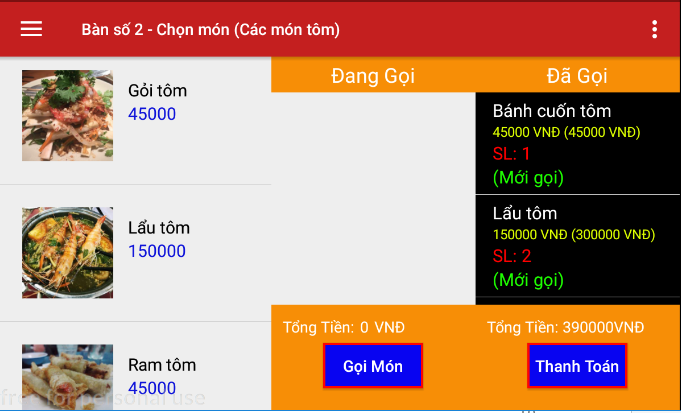 Bàn số 2 - Chọn món (Các món tôm)
Gỏi tôm
45000
Lẩu tôm
150000
Ram tôm
45000
free for personal use
Đang Gọi
Tổng Tiền: 0 VNĐ
Gọi Món
Đã Gọi
Bánh cuốn tôm
45000 VNĐ (45000 VNĐ)
SL: 1
(Mới gọi)
Lẩu tôm
150000 VNĐ (300000 VNĐ)
SL: 2
(Mới gọi)
Tổng Tiền: 390000VNĐ
Thanh Toán